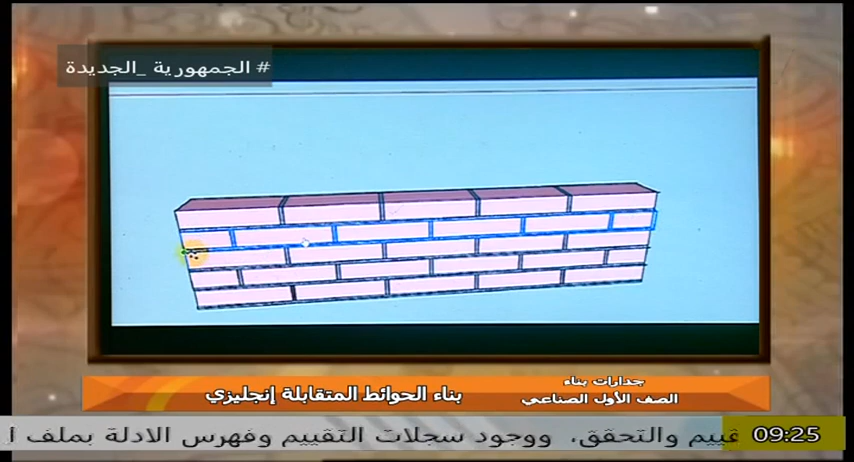 # الجمهورية _الجديدة
جدارات بناء
الصف الأول الصناعي
بناء الحوائط المتقابلة إنجليزي
والتحقق، ووجود سجلات التقييم وفهرس الادلة بملف
09:25